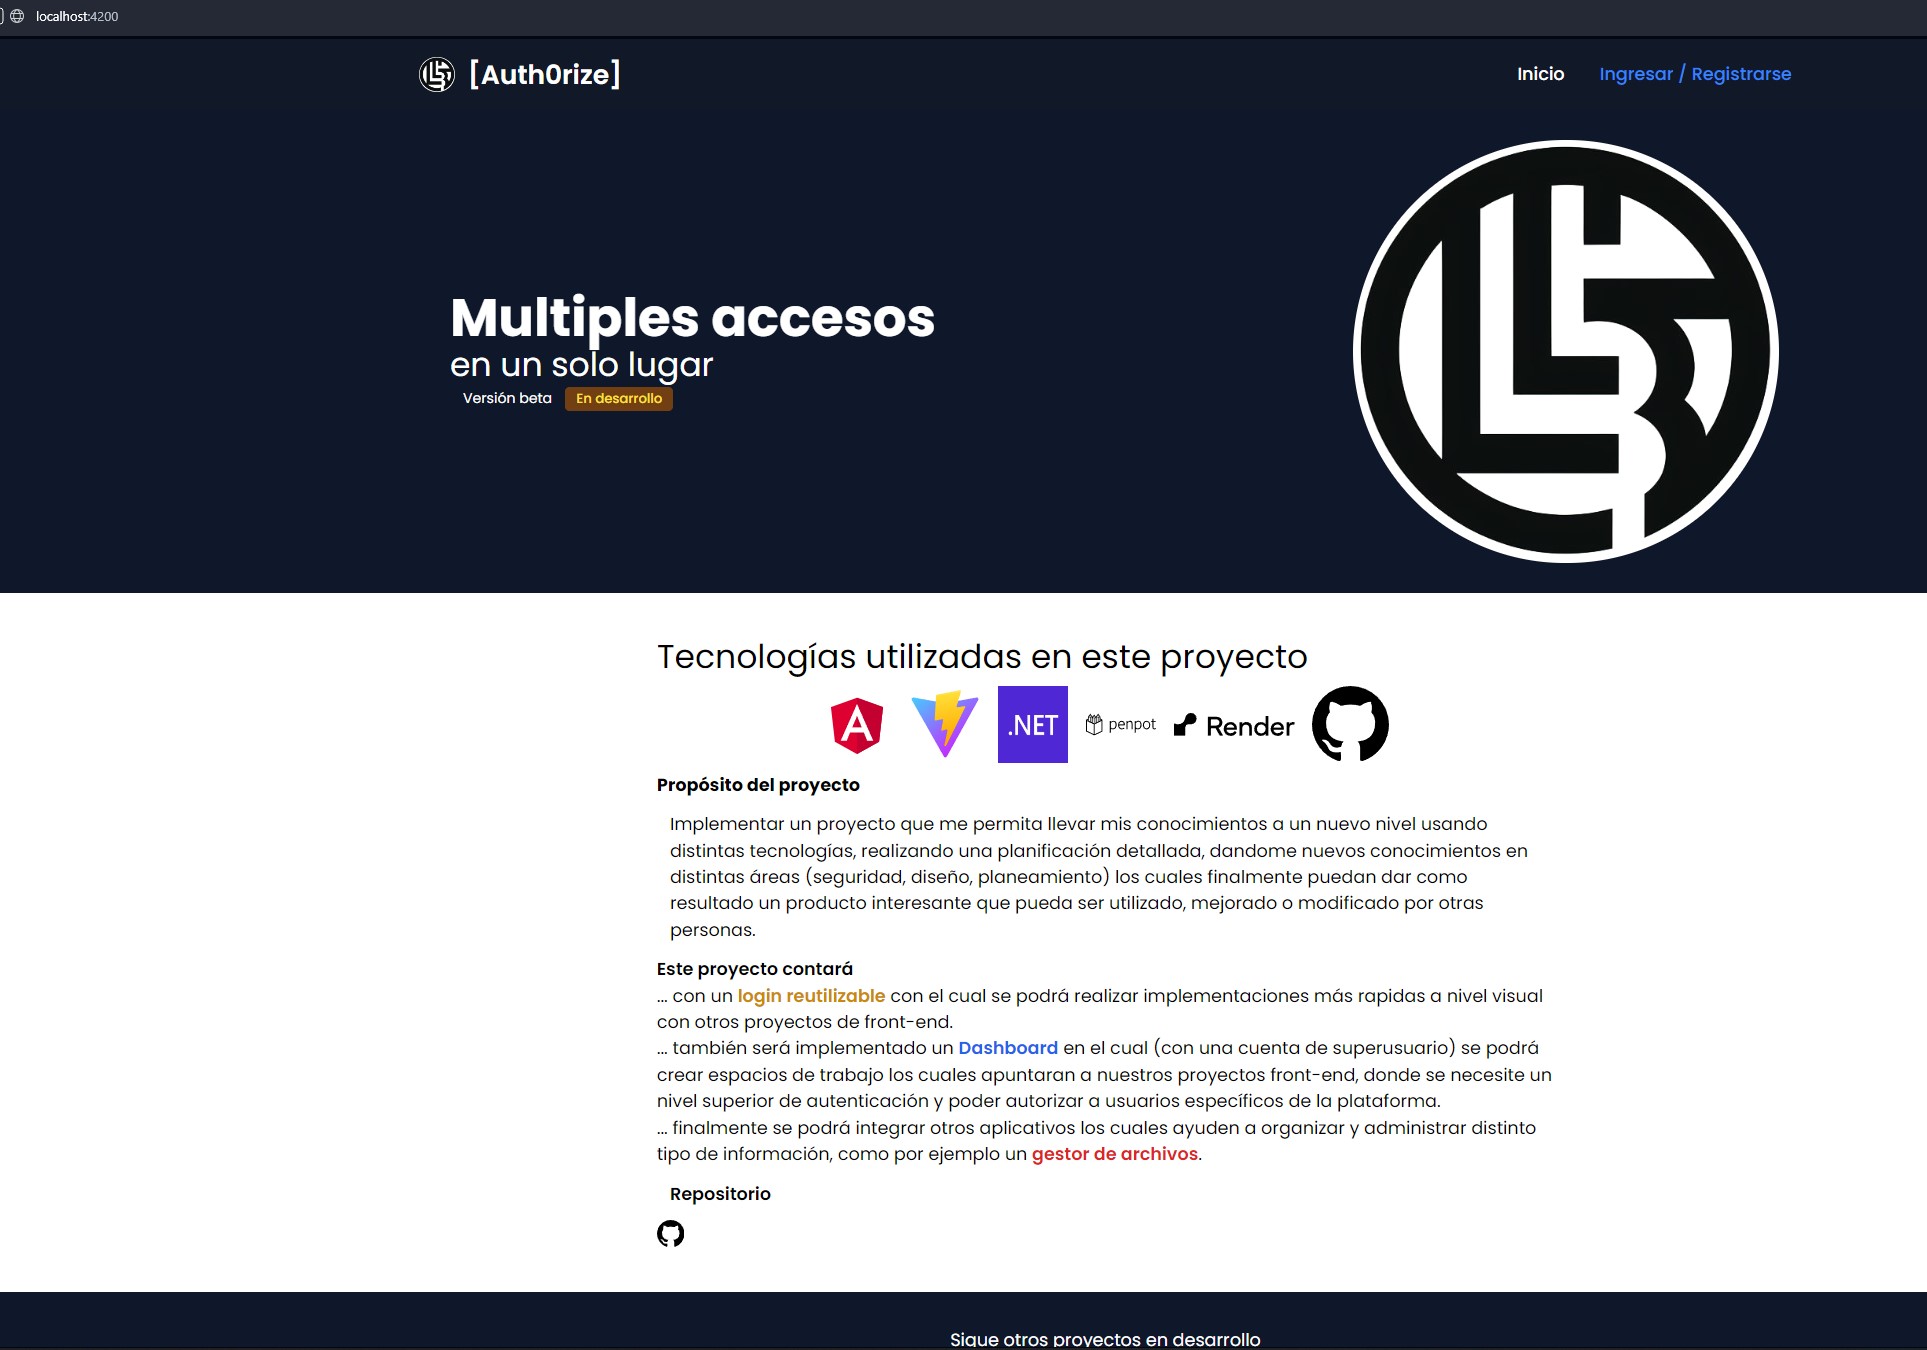 localhost:4200
[Auth0rize]
Inicio
Ingresar / Registrarse
Multiples accesos
en un solo lugar
Versión beta
En desarrollo
Tecnologías utilizadas en este proyecto
.NET
penpot
Render
Propósito del proyecto
Implementar un proyecto que me permita llevar mis conocimientos a un nuevo nivel usando
distintas tecnologías, realizando una planificación detallada, dandome nuevos conocimientos en
distintas áreas (seguridad, diseño, planeamiento) los cuales finalmente puedan dar como
resultado un producto interesante que pueda ser utilizado, mejorado o modificado por otras
personas.
Este proyecto contará
... con un login reutilizable con el cual se podrá realizar implementaciones más rapidas a nivel visual
con otros proyectos de front-end.
... también será implementado un Dashboard en el cual (con una cuenta de superusuario) se podrá
crear espacios de trabajo los cuales apuntaran a nuestros proyectos front-end, donde se necesite un
nivel superior de autenticación y poder autorizar a usuarios específicos de la plataforma.
... finalmente se podrá integrar otros aplicativos los cuales ayuden a organizar y administrar distinto
tipo de información, como por ejemplo un gestor de archivos.
Repositorio
Sigue otros proyectos en desarrollo